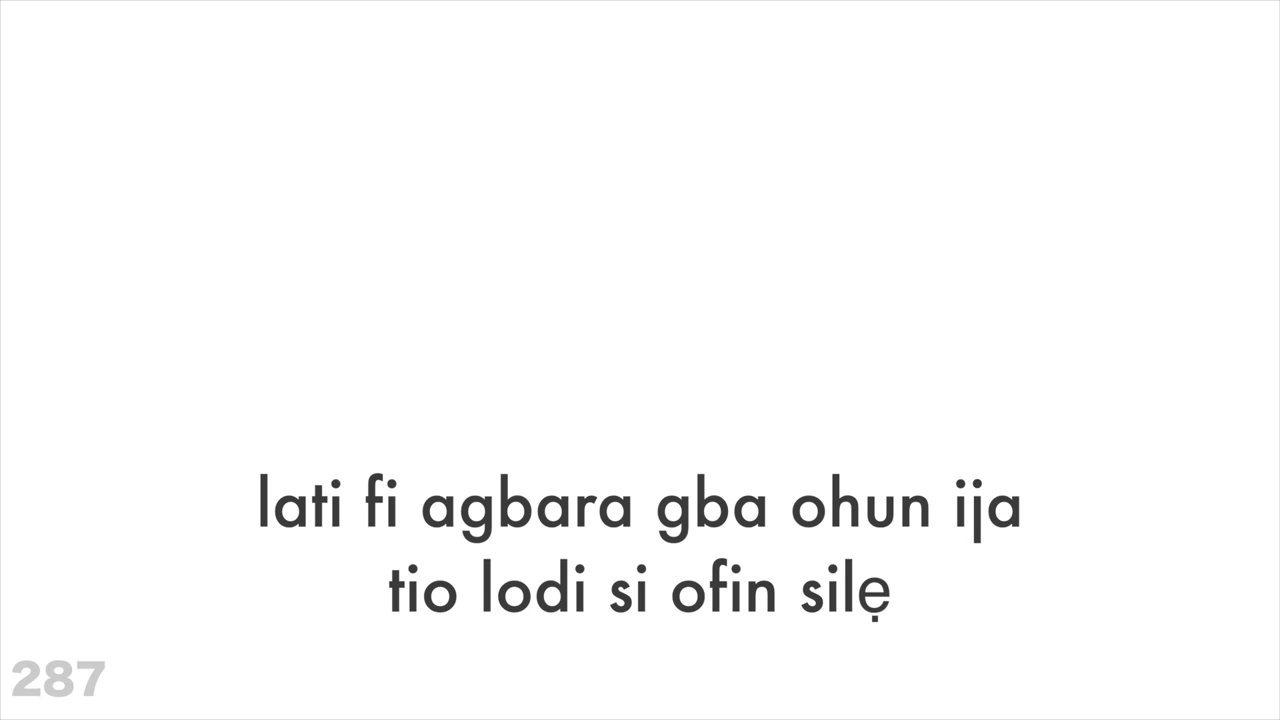 lati fi agbara gba ohun ija
tio lodi si ofin silẹ
287